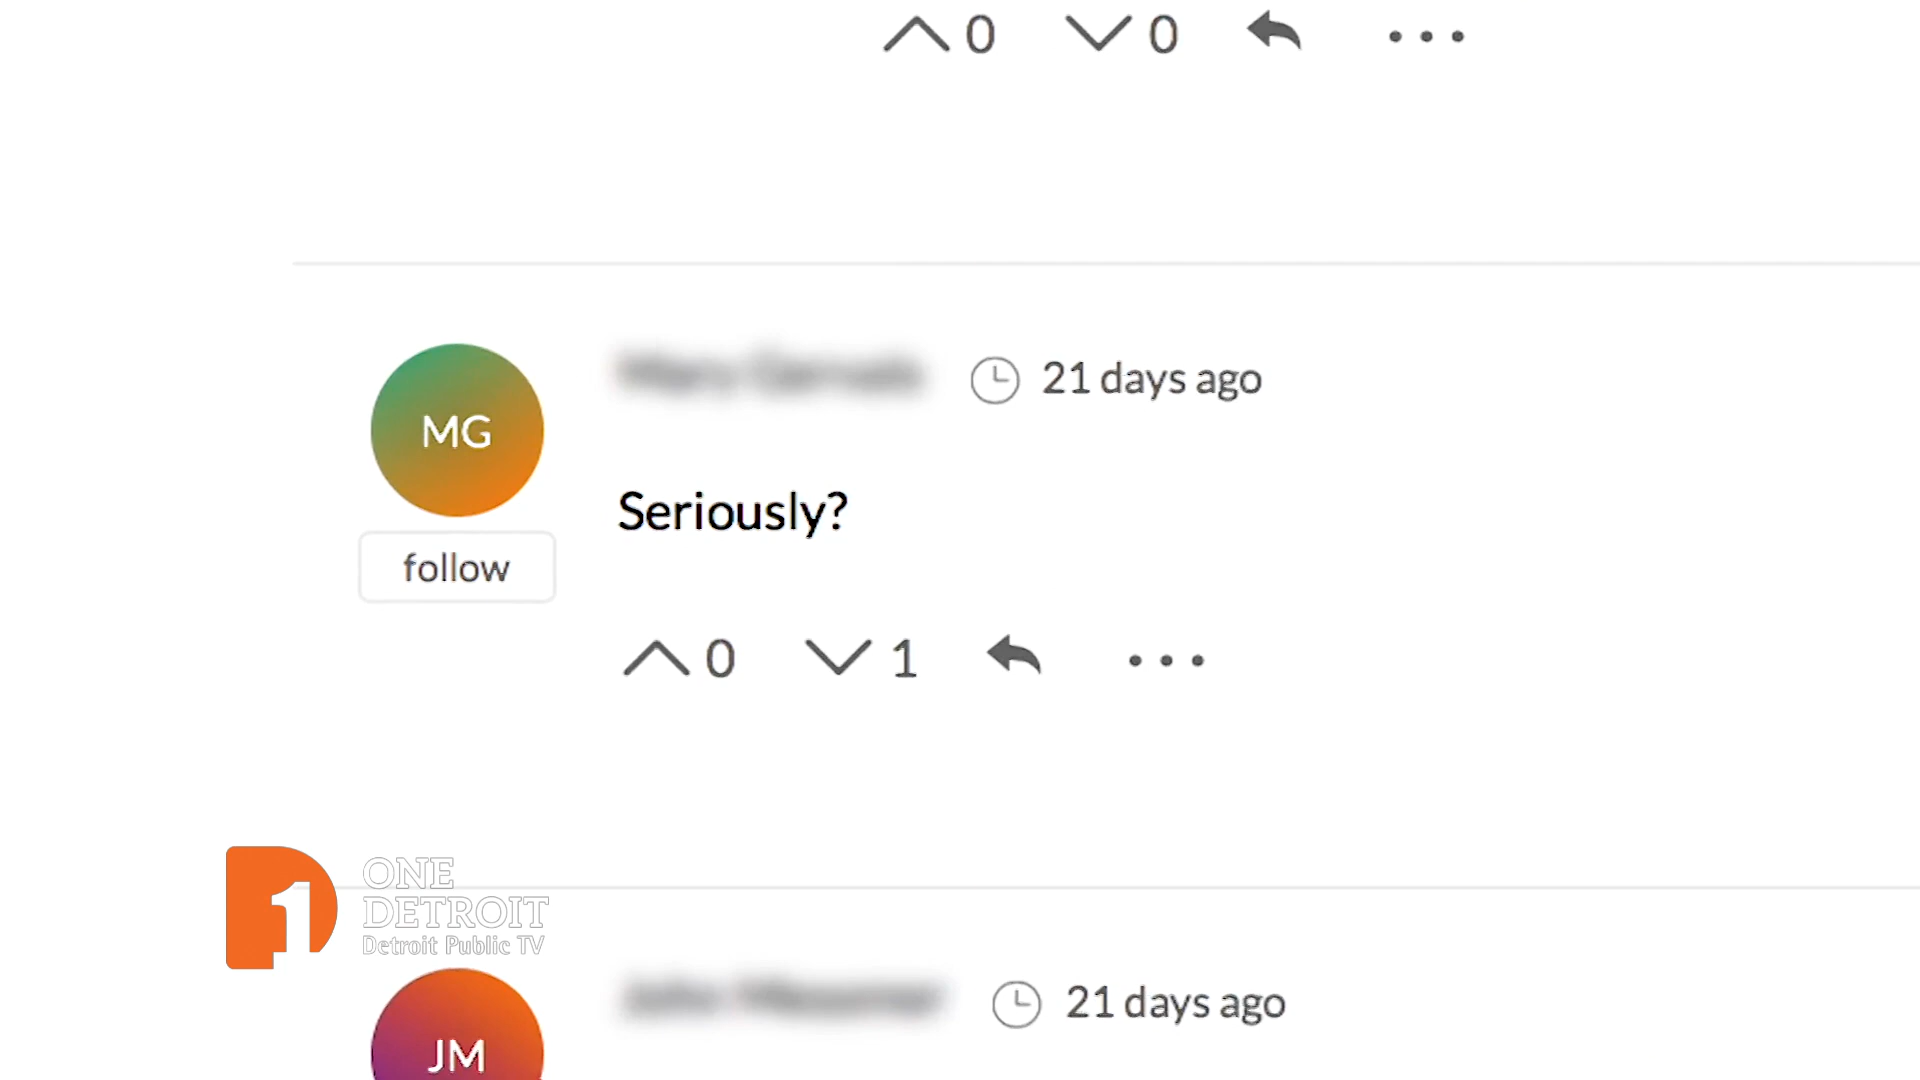 0 0
21 days ago
MG
Seriously?
follow
0 1
1 ONE
DETROIT
Detroit Public TV
21 days ago
JM